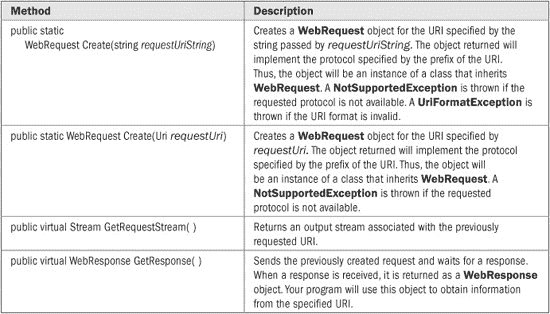 Method
Description
public static
WebRequest Create(string requestUriString)
Creates a WebRequest object for the URI specified by the
string passed by requestUriString. The object returned will
implement the protocol specified by the prefix of the URI.
Thus, the object will be an instance of a class that inherits
WebRequest. A NotSupportedException is thrown if the
requested protocol is not available. A UriFormatException is
thrown if the URI format is invalid.
public static WebRequest Create(Uri requestUri)
Creates a WebRequest object for the URI specified by
requestUri. The object returned will implement the protocol
specified by the prefix of the URI. Thus, the object will
be an instance of a class that inherits WebRequest. A
NotSupportedException is thrown if the requested
protocol is not available.
public virtual Stream GetRequestStream( )
Returns an output stream associated with the previously
requested URI.
public virtual WebResponse GetResponse( )
Sends the previously created request and waits for a response.
When a response is received, it is returned as a WebResponse
object. Your program will use this object to obtain information
from the specified URI.